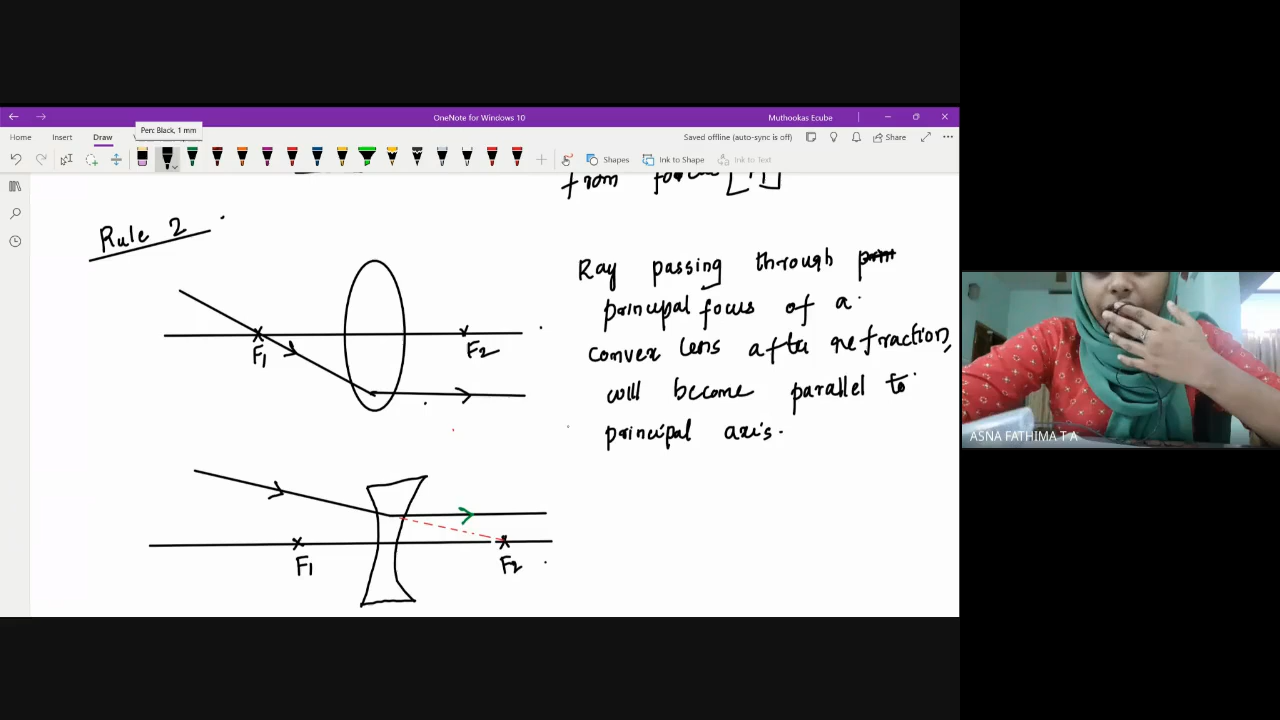 OneNote for Windows 10
Muthookas Ecube
Pen: Black, 1 mm
Home
Insert
Draw
Saved offline (auto-sync is off)
Share
Shapes
Ink to Shape
Ink to Text
from
Rule 2
Ray passing through
principal focus of a
convex lens after refraction,
will become parallel to
principal axis.
F1
F2
F1
F2
ASNA FATHIMA T A